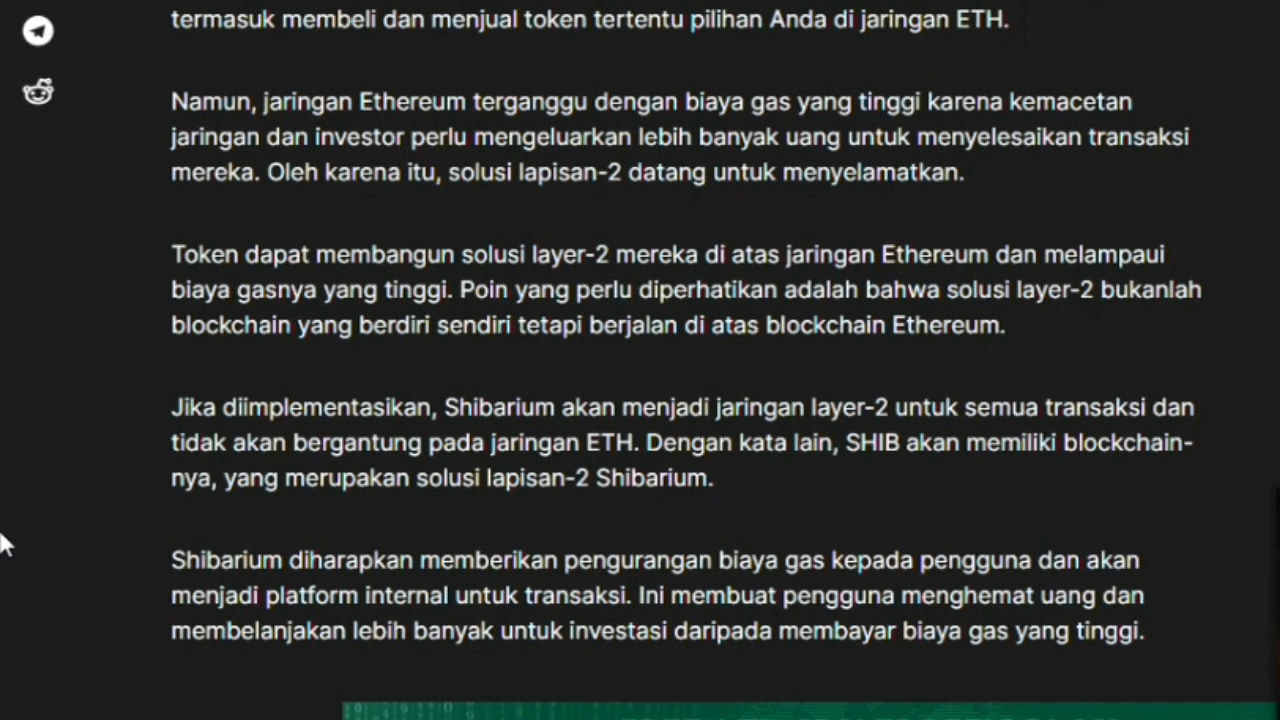 termasuk membeli dan menjual token tertentu pilihan Anda di jaringan ETH.
Namun, jaringan Ethereum terganggu dengan biaya gas yang tinggi karena kemacetan
jaringan dan investor perlu mengeluarkan lebih banyak uang untuk menyelesaikan transaksi
mereka. Oleh karena itu, solusi lapisan-2 datang untuk menyelamatkan.
Token dapat membangun solusi layer-2 mereka di atas jaringan Ethereum dan melampaui
biaya gasnya yang tinggi. Poin yang perlu diperhatikan adalah bahwa solusi layer-2 bukanlah
blockchain yang berdiri sendiri tetapi berjalan di atas blockchain Ethereum.
Jika diimplementasikan, Shibarium akan menjadi jaringan layer-2 untuk semua transaksi dan
tidak akan bergantung pada jaringan ETH. Dengan kata lain, SHIB akan memiliki blockchain-
nya, yang merupakan solusi lapisan-2 Shibarium.
Shibarium diharapkan memberikan pengurangan biaya gas kepada pengguna dan akan
menjadi platform internal untuk transaksi. Ini membuat pengguna menghemat uang dan
membelanjakan lebih banyak untuk investasi daripada membayar biaya gas yang tinggi.